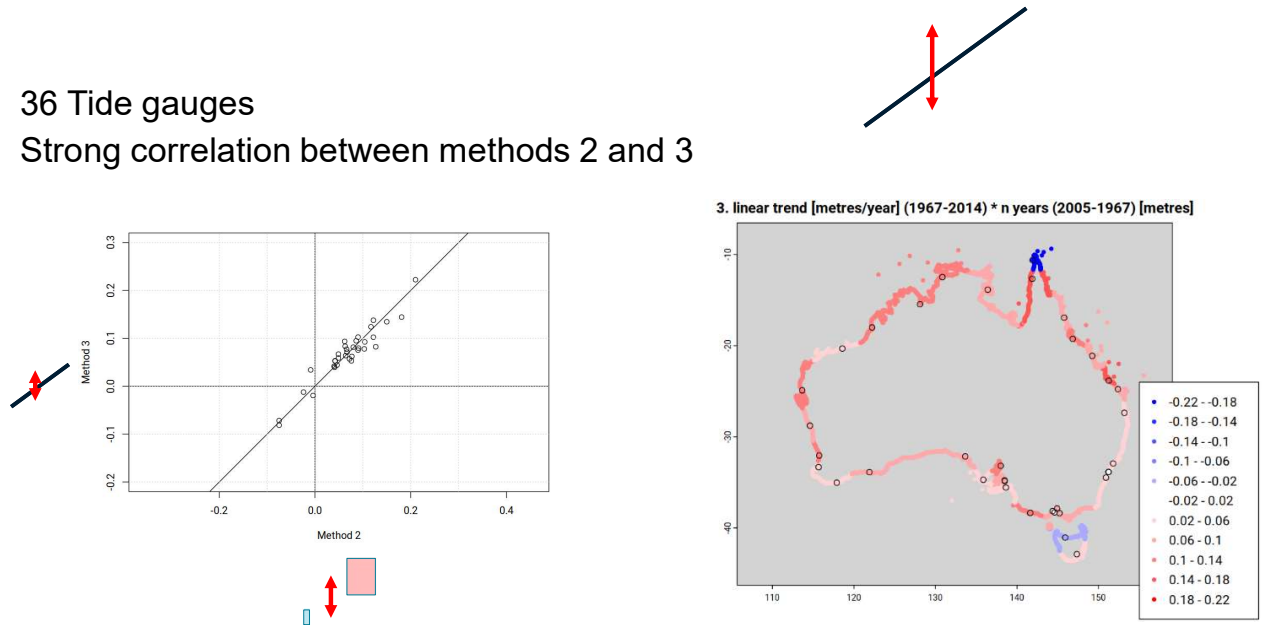 36 Tide gauges
Strong correlation between methods 2 and 3
0.3
0.2
0.1
0.0
-0.1
-0.2
Method 3
-0.2
0.0
0.2
0.4
Method 2
3. linear trend [metres/year] (1967-2014) * n years (2005-1967) [metres]
-10
-20
-30
-40
110
120
130
140
150
-0.22 - -0.18
-0.18 - -0.14
-0.14 - -0.1
-0.1 - -0.06
-0.06 - -0.02
-0.02 - 0.02
0.02 - 0.06
0.06 - 0.1
0.1 - 0.14
0.14 - 0.18
0.18 - 0.22